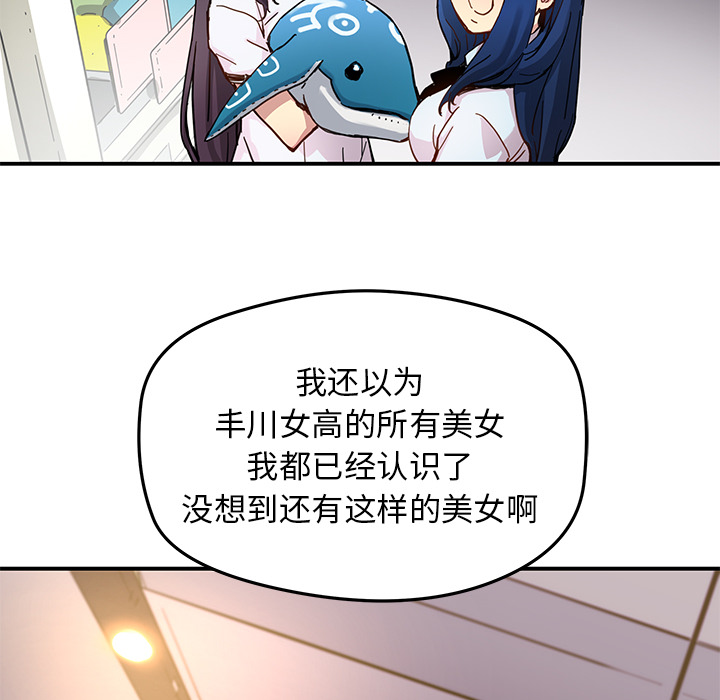 我还以为
丰川女高的所有美女
我都已经认识了
没想到还有这样的美女啊